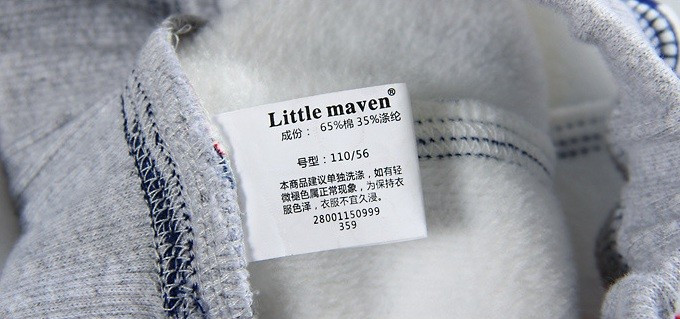 Little maven®
成份： 65%棉 35%涤纶
号型：110/56
本商品建议单独洗涤，如有轻
微褪色属正常现象，为保持衣
服色泽，衣服不宜久浸。
28001150999
359